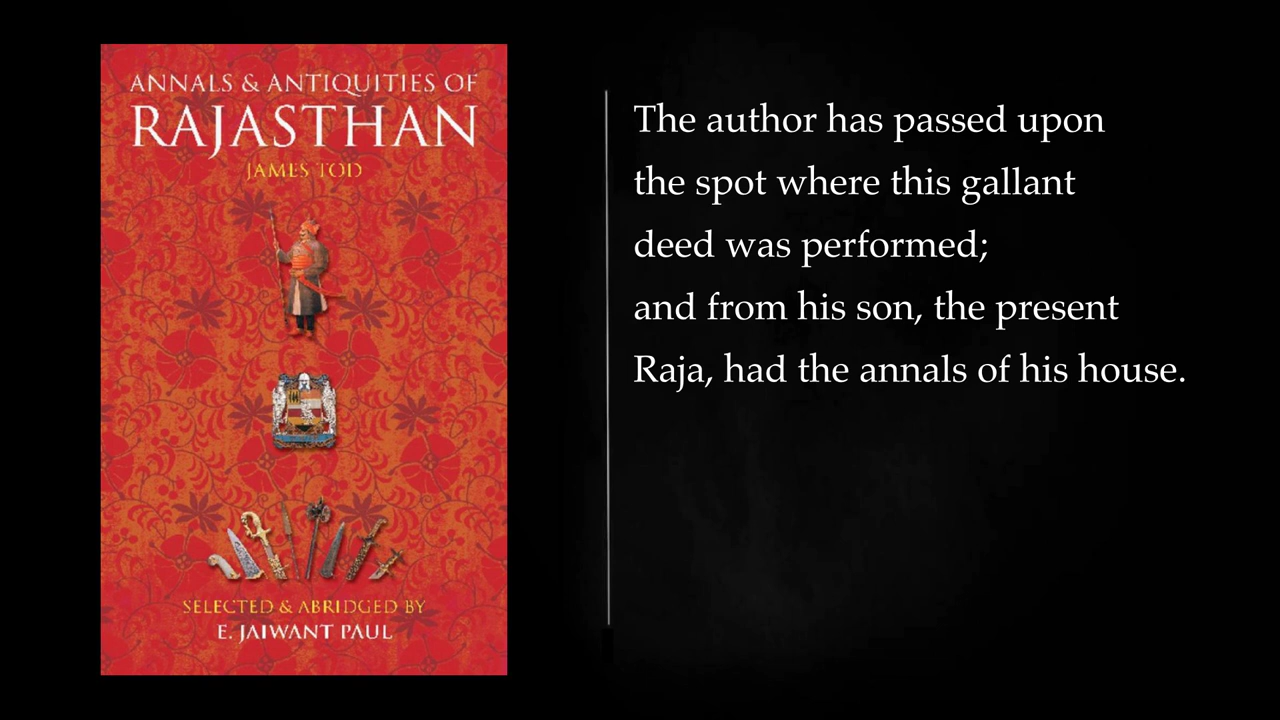 ANNALS & ANTIQUITIES OF
RAJASTHAN
JAMES TOD
SELECTED & ABRIDGED BY
E. JAIWANT PAUL
The author has passed upon
the spot where this gallant
deed was performed;
and from his son, the present
Raja, had the annals of his house.